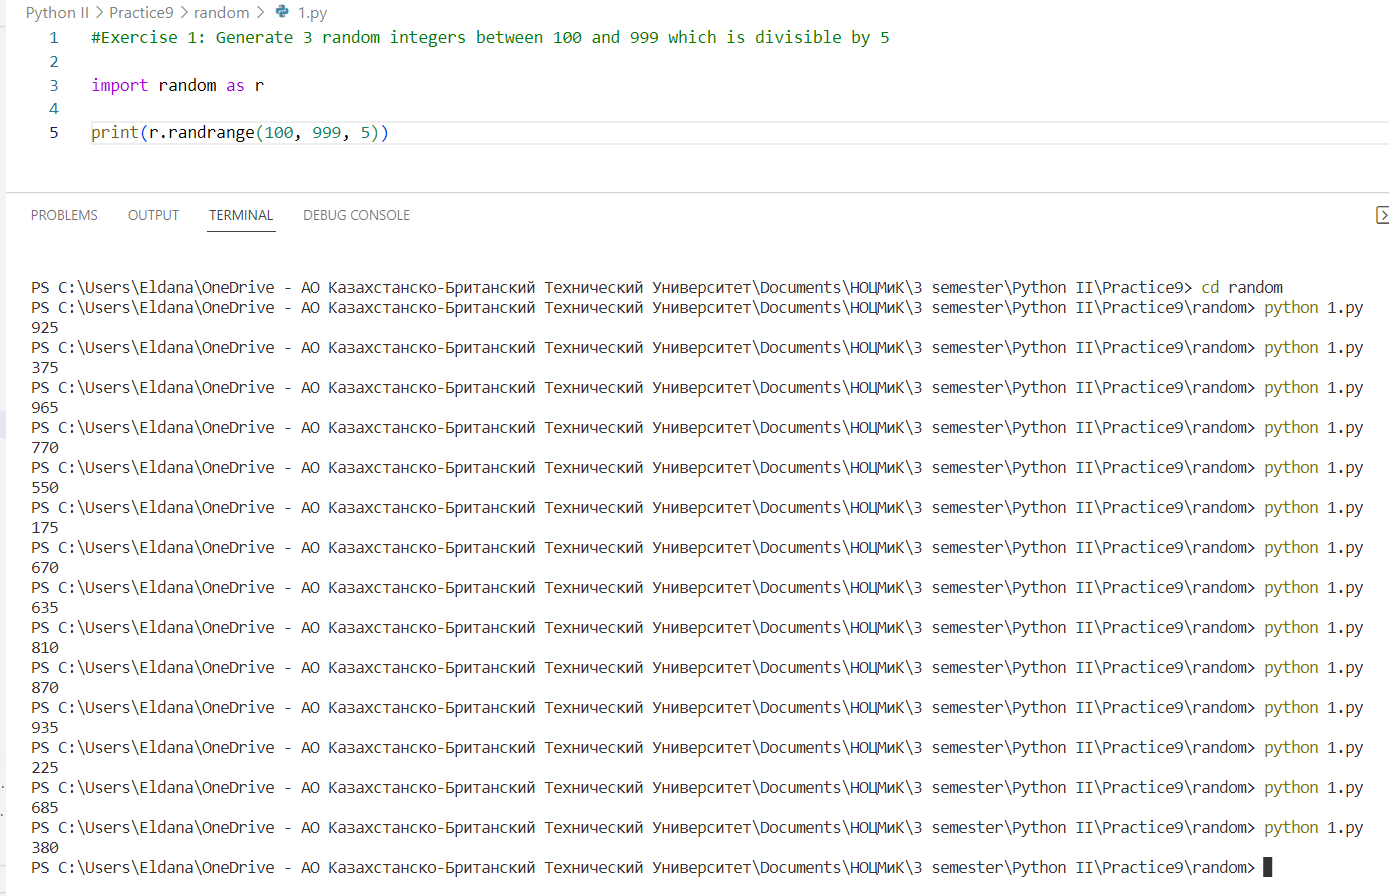 Python II > Practice9 > random > 1.py
1 #Exercise 1: Generate 3 random integers between 100 and 999 which is divisible by 5
2
3 import random as r
4
5 print(r.randrange(100, 999, 5))
PROBLEMS OUTPUT TERMINAL DEBUG CONSOLE
PS C:\Users\Eldana\OneDrive - АО Казахстанско-Британский Технический Университет\Documents\НОЦМиК\3 semester\Python II\Practice9> cd random
PS C:\Users\Eldana\OneDrive - АО Казахстанско-Британский Технический Университет\Documents\НОЦМиК\3 semester\Python II\Practice9\random> python 1.py
925
PS C:\Users\Eldana\OneDrive - АО Казахстанско-Британский Технический Университет\Documents\НОЦМиК\3 semester\Python II\Practice9\random> python 1.py
375
PS C:\Users\Eldana\OneDrive - АО Казахстанско-Британский Технический Университет\Documents\НОЦМиК\3 semester\Python II\Practice9\random> python 1.py
965
PS C:\Users\Eldana\OneDrive - АО Казахстанско-Британский Технический Университет\Documents\НОЦМиК\3 semester\Python II\Practice9\random> python 1.py
770
PS C:\Users\Eldana\OneDrive - АО Казахстанско-Британский Технический Университет\Documents\НОЦМиК\3 semester\Python II\Practice9\random> python 1.py
550
PS C:\Users\Eldana\OneDrive - АО Казахстанско-Британский Технический Университет\Documents\НОЦМиК\3 semester\Python II\Practice9\random> python 1.py
175
PS C:\Users\Eldana\OneDrive - АО Казахстанско-Британский Технический Университет\Documents\НОЦМиК\3 semester\Python II\Practice9\random> python 1.py
670
PS C:\Users\Eldana\OneDrive - АО Казахстанско-Британский Технический Университет\Documents\НОЦМиК\3 semester\Python II\Practice9\random> python 1.py
635
PS C:\Users\Eldana\OneDrive - АО Казахстанско-Британский Технический Университет\Documents\НОЦМиК\3 semester\Python II\Practice9\random> python 1.py
810
PS C:\Users\Eldana\OneDrive - АО Казахстанско-Британский Технический Университет\Documents\НОЦМиК\3 semester\Python II\Practice9\random> python 1.py
870
PS C:\Users\Eldana\OneDrive - АО Казахстанско-Британский Технический Университет\Documents\НОЦМиК\3 semester\Python II\Practice9\random> python 1.py
935
PS C:\Users\Eldana\OneDrive - АО Казахстанско-Британский Технический Университет\Documents\НОЦМиК\3 semester\Python II\Practice9\random> python 1.py
225
PS C:\Users\Eldana\OneDrive - АО Казахстанско-Британский Технический Университет\Documents\НОЦМиК\3 semester\Python II\Practice9\random> python 1.py
685
PS C:\Users\Eldana\OneDrive - АО Казахстанско-Британский Технический Университет\Documents\НОЦМиК\3 semester\Python II\Practice9\random> python 1.py
380
PS C:\Users\Eldana\OneDrive - АО Казахстанско-Британский Технический Университет\Documents\НОЦМиК\3 semester\Python II\Practice9\random>